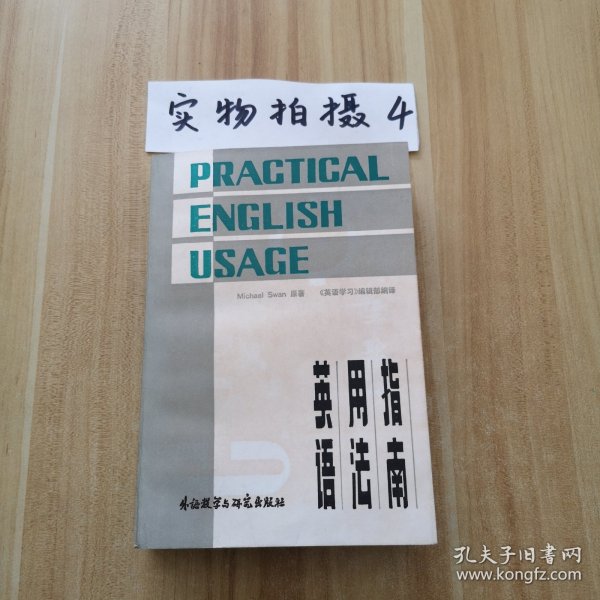 实物拍摄4
PRACTICAL
ENGLISH
USAGE
Michael Swan 原著 《英语学习》编辑部编译
英语
用法
指南
外语教学与研究出版社
孔夫子旧书网
www.kongfz.com